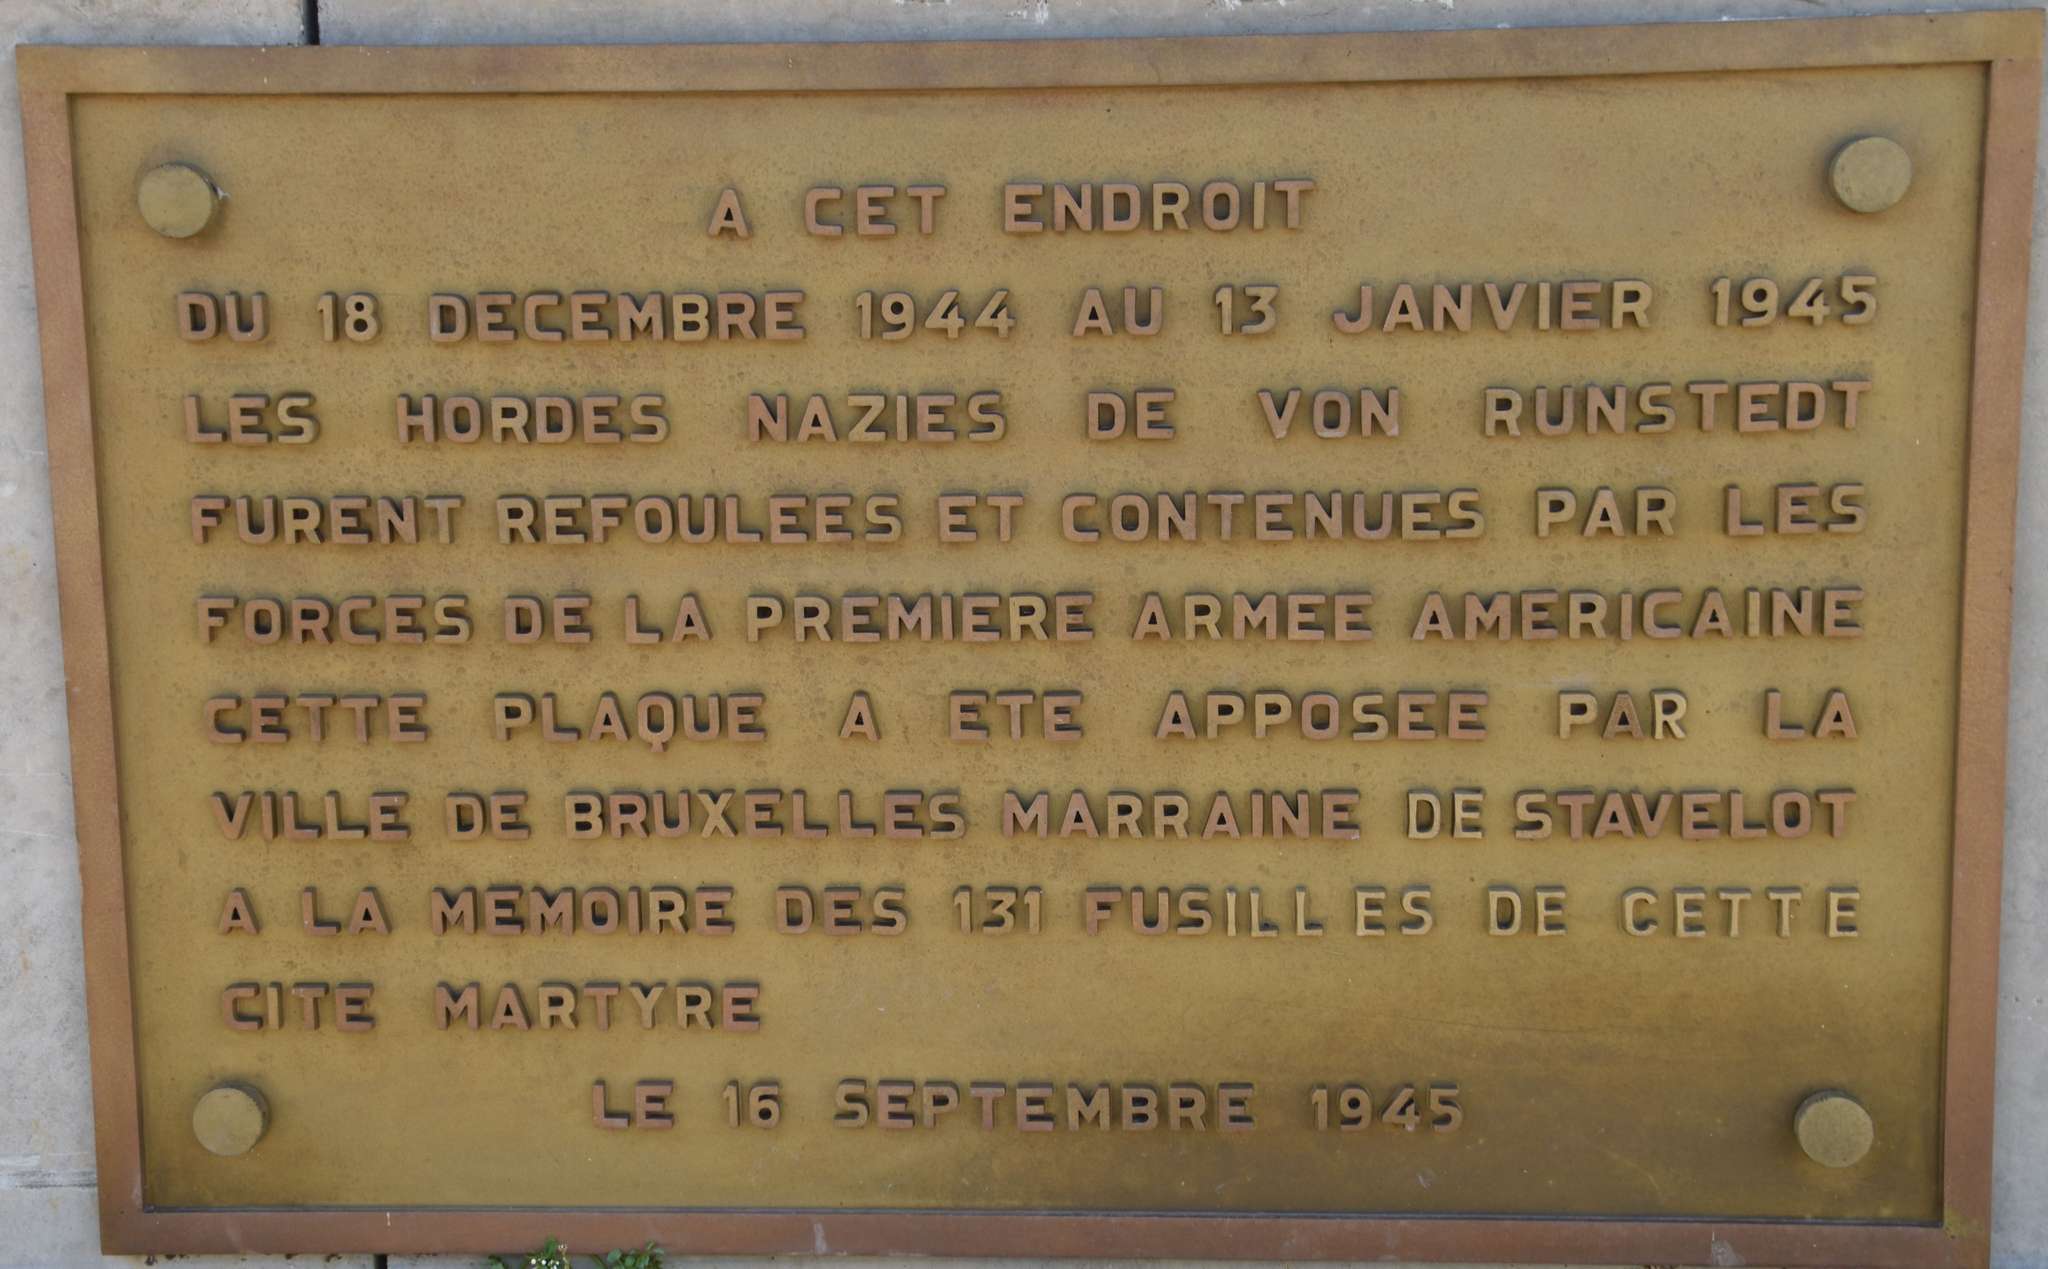 A CET ENDROIT
DU 18 DECEMBRE 1944 AU 13 JANVIER 1945
LES HORDES NAZIES DE VON RUNSTEDT
FURENT REFOULEES ET CONTENUES PAR LES
FORCES DE LA PREMIERE ARMEE AMERICAINE
CETTE PLAQUE A ETE APPOSEE PAR LA
VILLE DE BRUXELLES MARRAINE DE STAVELOT
A LA MEMOIRE DES 131 FUSILLES DE CETTE
CITE MARTYRE
LE 16 SEPTEMBRE 1945